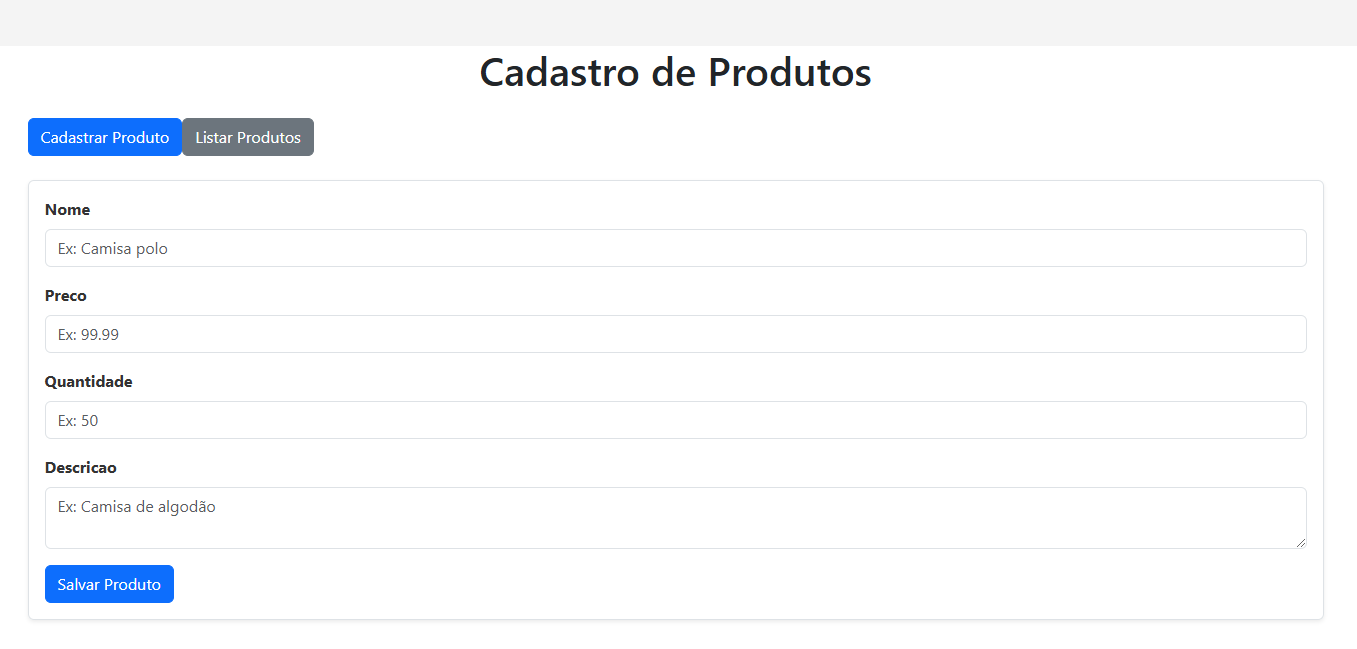 Cadastro de Produtos
Cadastrar Produto Listar Produtos
Nome
Ex: Camisa polo
Preco
Ex: 99.99
Quantidade
Ex: 50
Descricao
Ex: Camisa de algodão
Salvar Produto